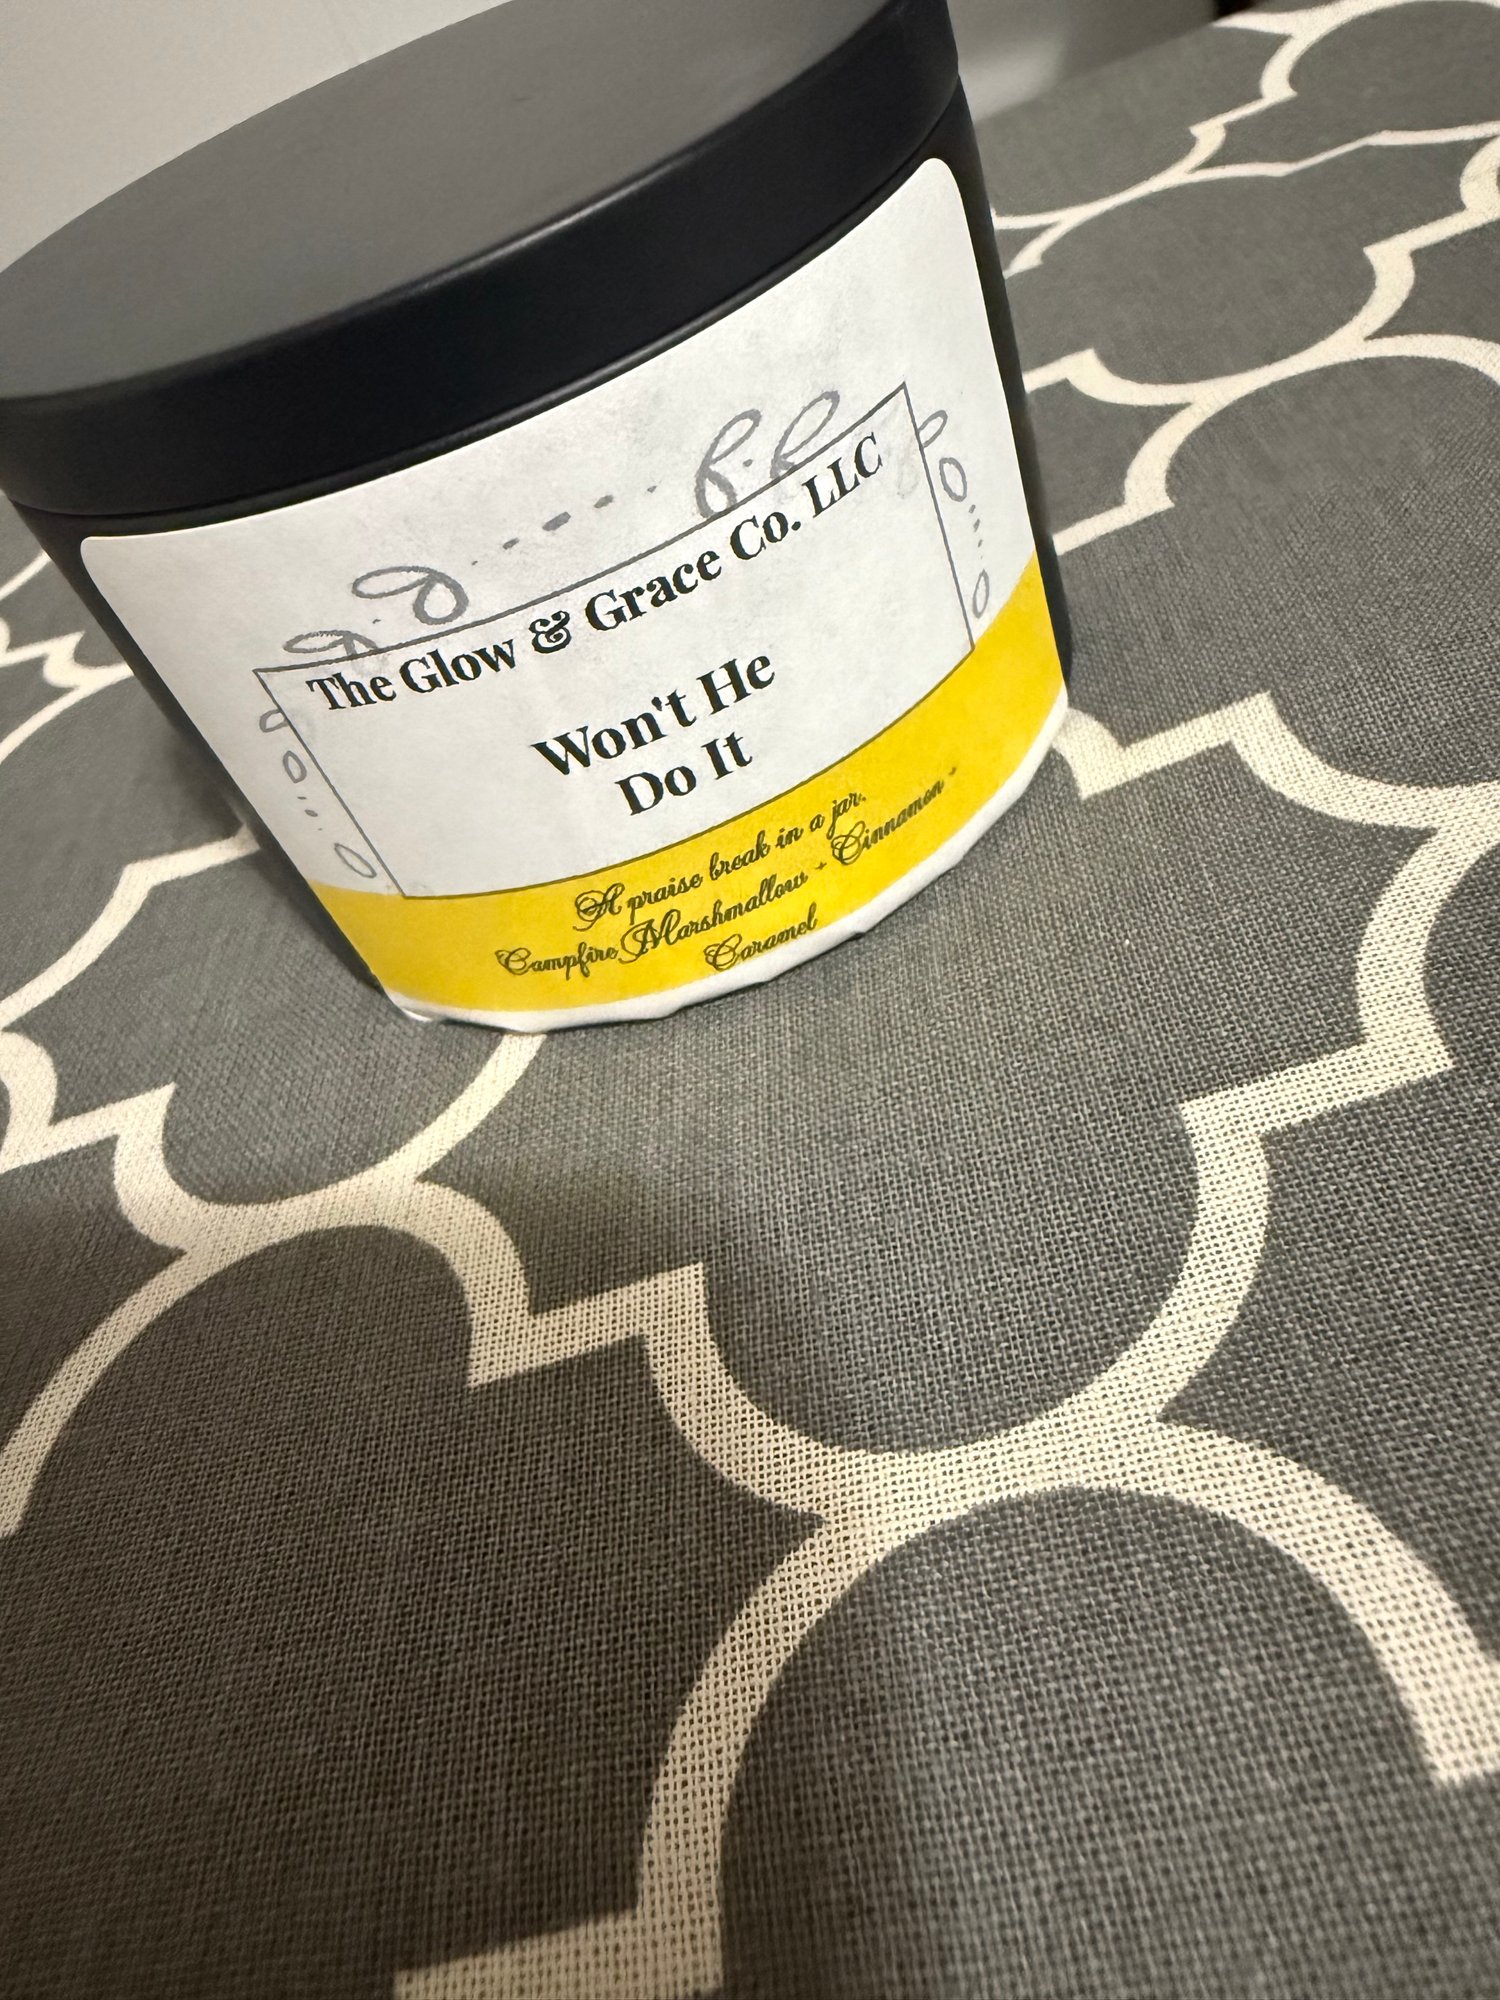 The Glow & Grace Co. LLC
Won't He
Do It
A praise break in a jar.
Campfire Marshmallow - Cinnamon -
Caramel